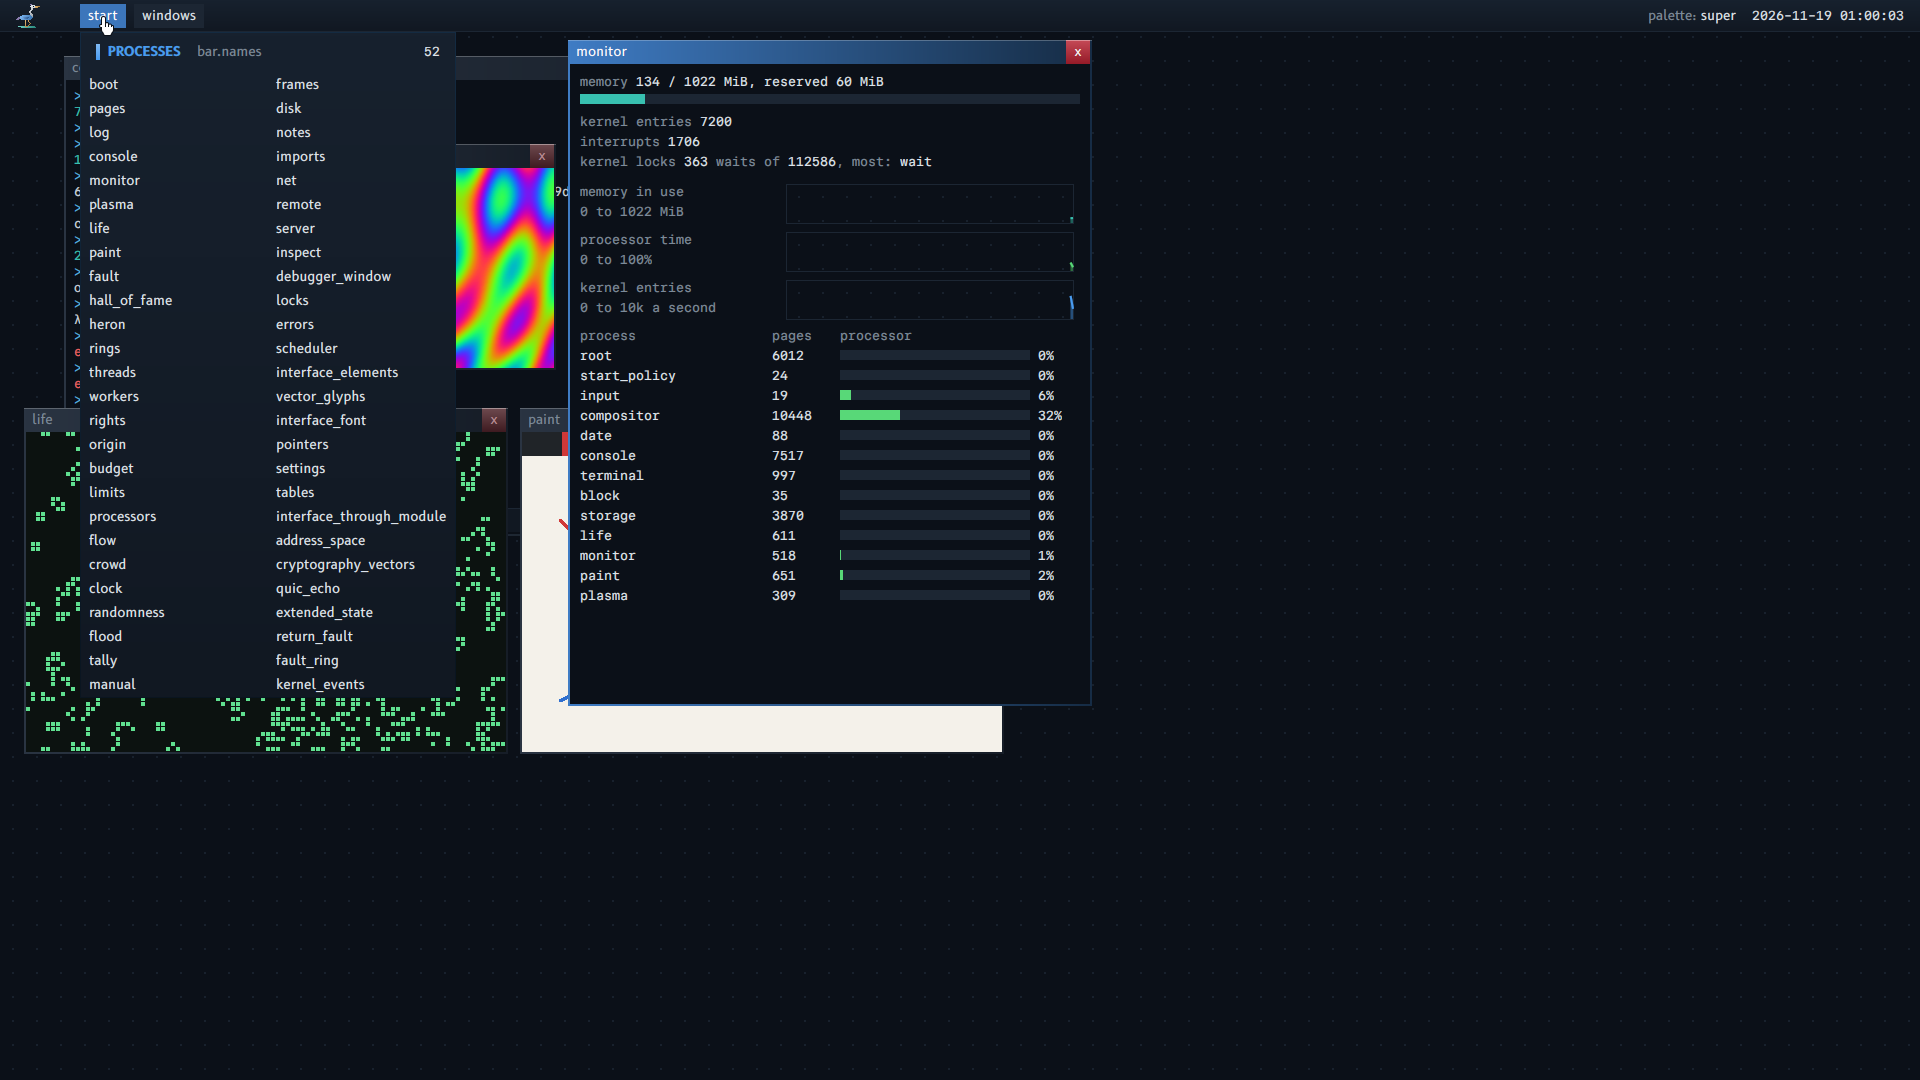 start windows palette: super 2026-11-19 01:00:03
PROCESSES bar.names 52
boot frames
pages disk
log notes
console imports
monitor net
plasma remote
life server
paint inspect
fault debugger_window
hall_of_fame locks
heron errors
rings scheduler
threads interface_elements
workers vector_glyphs
rights interface_font
origin pointers
budget settings
limits tables
processors interface_through_module
flow address_space
crowd cryptography_vectors
clock quic_echo
randomness extended_state
flood return_fault
tally fault_ring
manual kernel_events
x
life x
paint
monitor x
memory 134 / 1022 MiB, reserved 60 MiB
kernel entries 7200
interrupts 1706
kernel locks 363 waits of 112586, most: wait
memory in use
0 to 1022 MiB
processor time
0 to 100%
kernel entries
0 to 10k a second
process pages processor
root 6012 0%
start_policy 24 0%
input 19 6%
compositor 10448 32%
date 88 0%
console 7517 0%
terminal 997 0%
block 35 0%
storage 3870 0%
life 611 0%
monitor 518 1%
paint 651 2%
plasma 309 0%